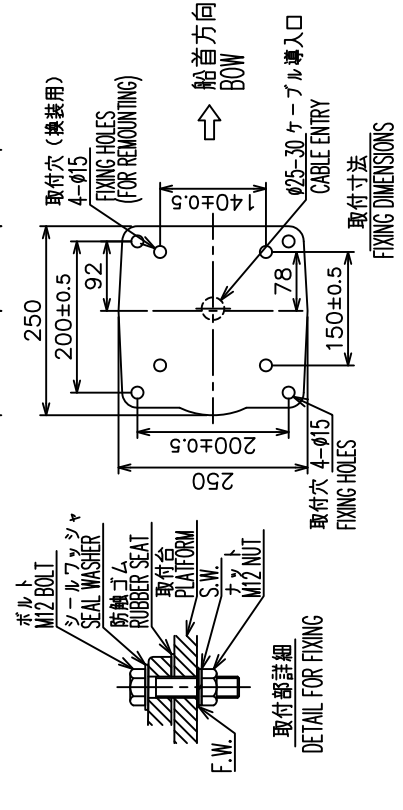 取付穴（換装用）
4-φ15
FIXING HOLES
(FOR REMOUNTING)
船首方向
BOW
250
200±0.5
92
140±0.5
φ25-30 ケーブル導入口
CABLE ENTRY
78
150±0.5
取付寸法
FIXING DIMENSIONS
200±0.5
250
取付穴 4-φ15
FIXING HOLES
ボルト
M12 BOLT
シールワッシャ
SEAL WASHER
防触ゴム
RUBBER SEAT
取付台
PLATFORM
S.W.
ナット
M12 NUT
F.W.
取付部詳細
DETAIL FOR FIXING